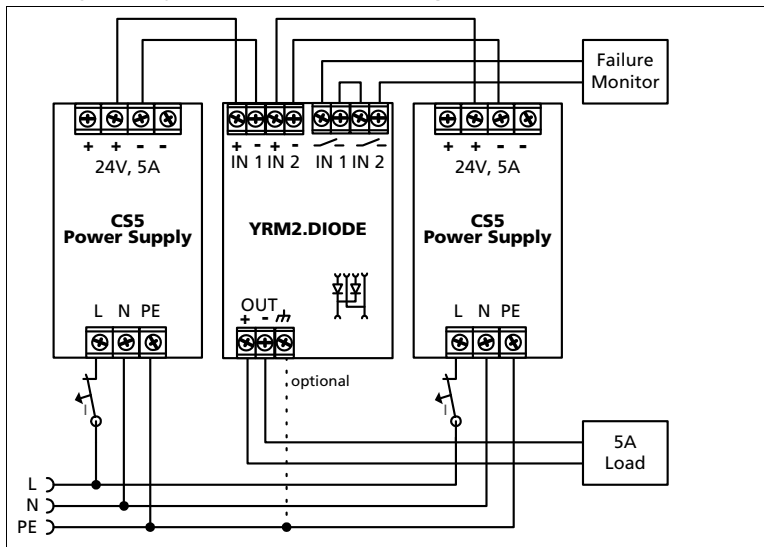 Failure
Monitor
+ + - -
24V, 5A
CS5
Power Supply
L N PE
+ - + -
IN 1 IN 2 IN 1 IN 2
YRM2.DIODE
OUT
+ -
optional
+ + - -
24V, 5A
CS5
Power Supply
L N PE
I
I
5A
Load
L
N
PE